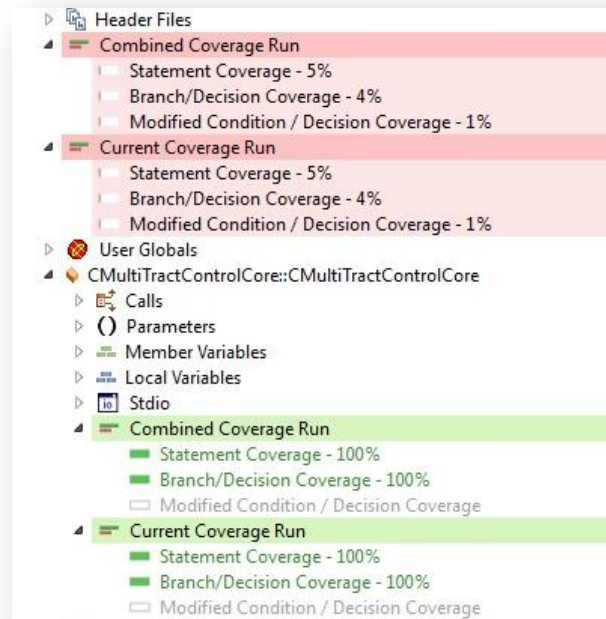 Header Files
Combined Coverage Run
Statement Coverage - 5%
Branch/Decision Coverage - 4%
Modified Condition / Decision Coverage - 1%
Current Coverage Run
Statement Coverage - 5%
Branch/Decision Coverage - 4%
Modified Condition / Decision Coverage - 1%
User Globals
CMultiTractControlCore::CMultiTractControlCore
Calls
() Parameters
Member Variables
Local Variables
io Stdio
Combined Coverage Run
Statement Coverage - 100%
Branch/Decision Coverage - 100%
Modified Condition / Decision Coverage
Current Coverage Run
Statement Coverage - 100%
Branch/Decision Coverage - 100%
Modified Condition / Decision Coverage